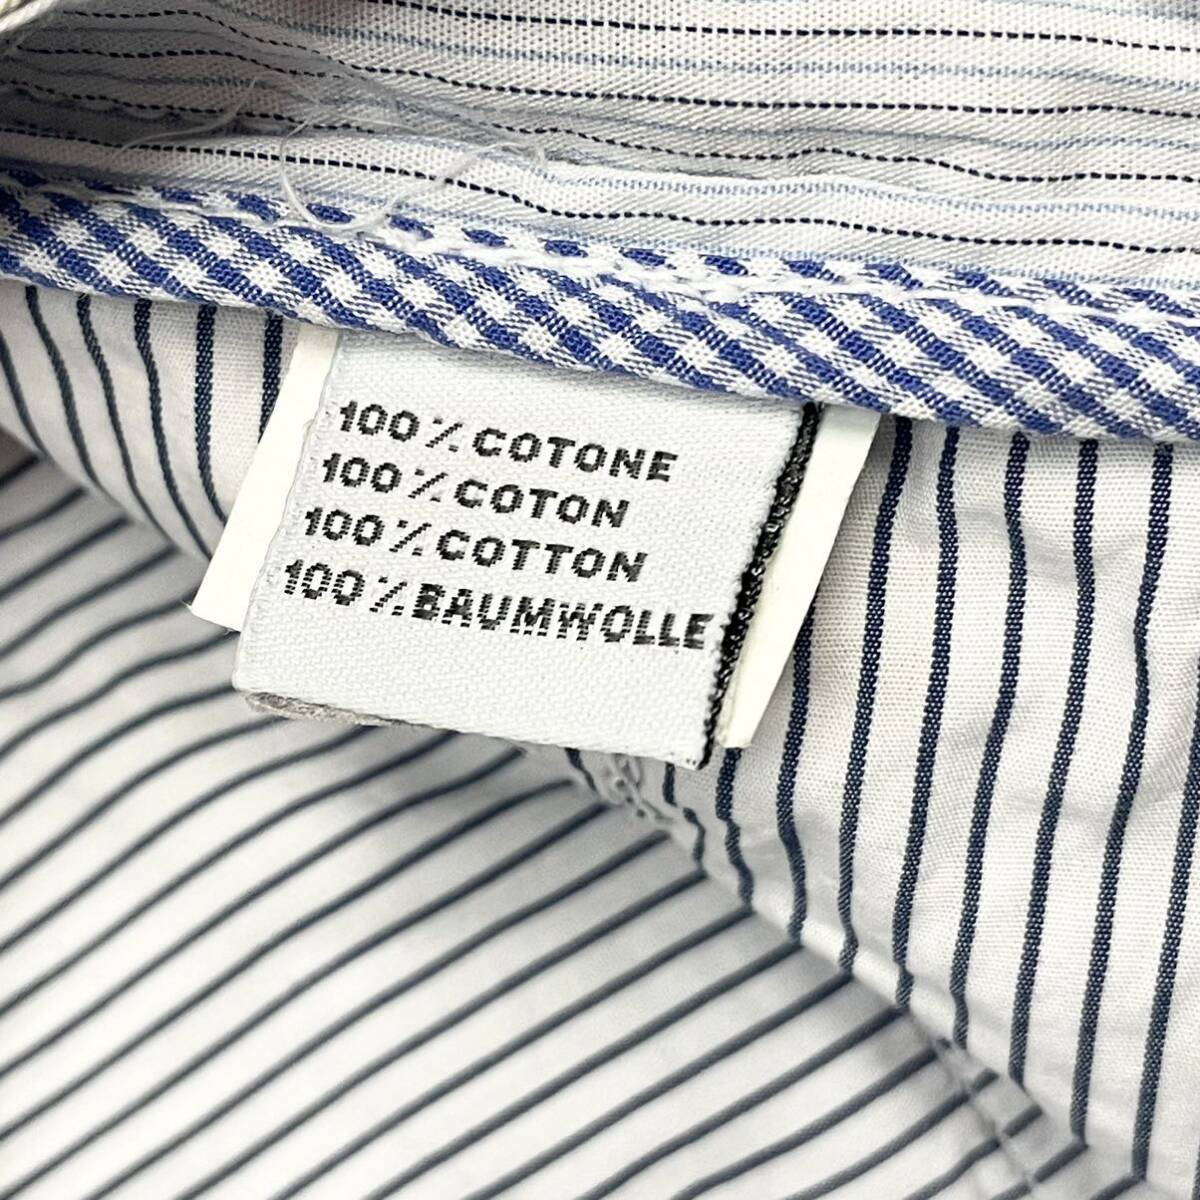 100% COTONE
100% COTON
100% COTTON
100% BAUMWOLLE